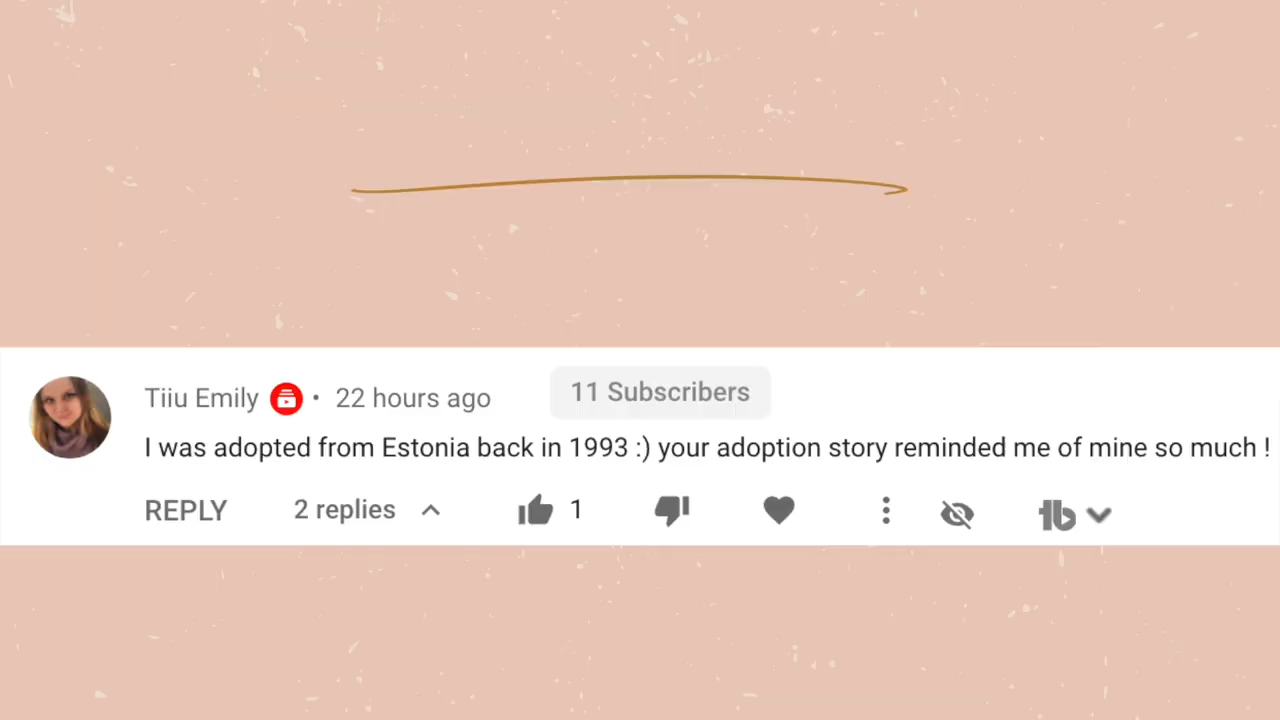 Tiiu Emily • 22 hours ago 11 Subscribers
I was adopted from Estonia back in 1993 :) your adoption story reminded me of mine so much !
REPLY 2 replies 1 tb